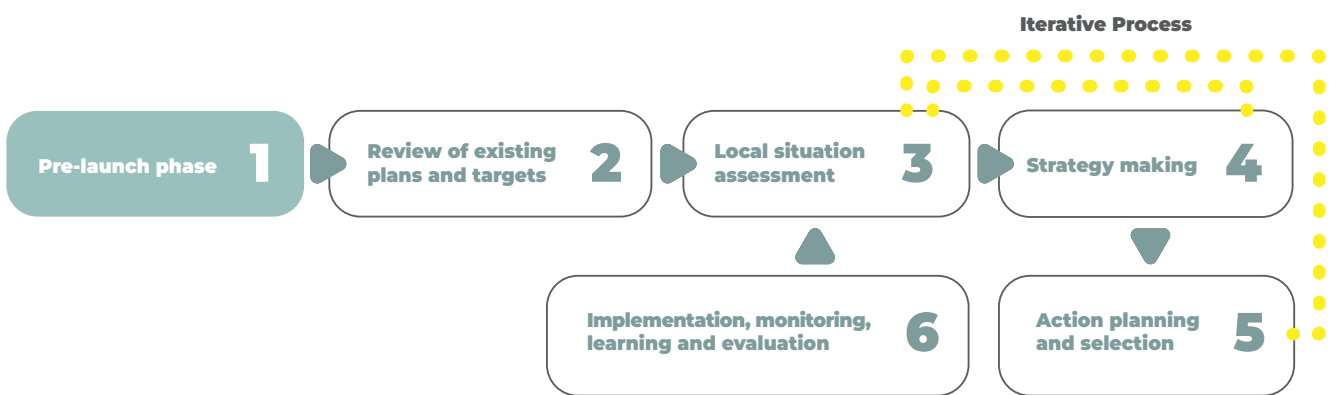 Iterative Process
Pre-launch phase 1
Review of existing
plans and targets 2
Local situation
assessment 3
Strategy making 4
Implementation, monitoring,
learning and evaluation 6
Action planning
and selection 5